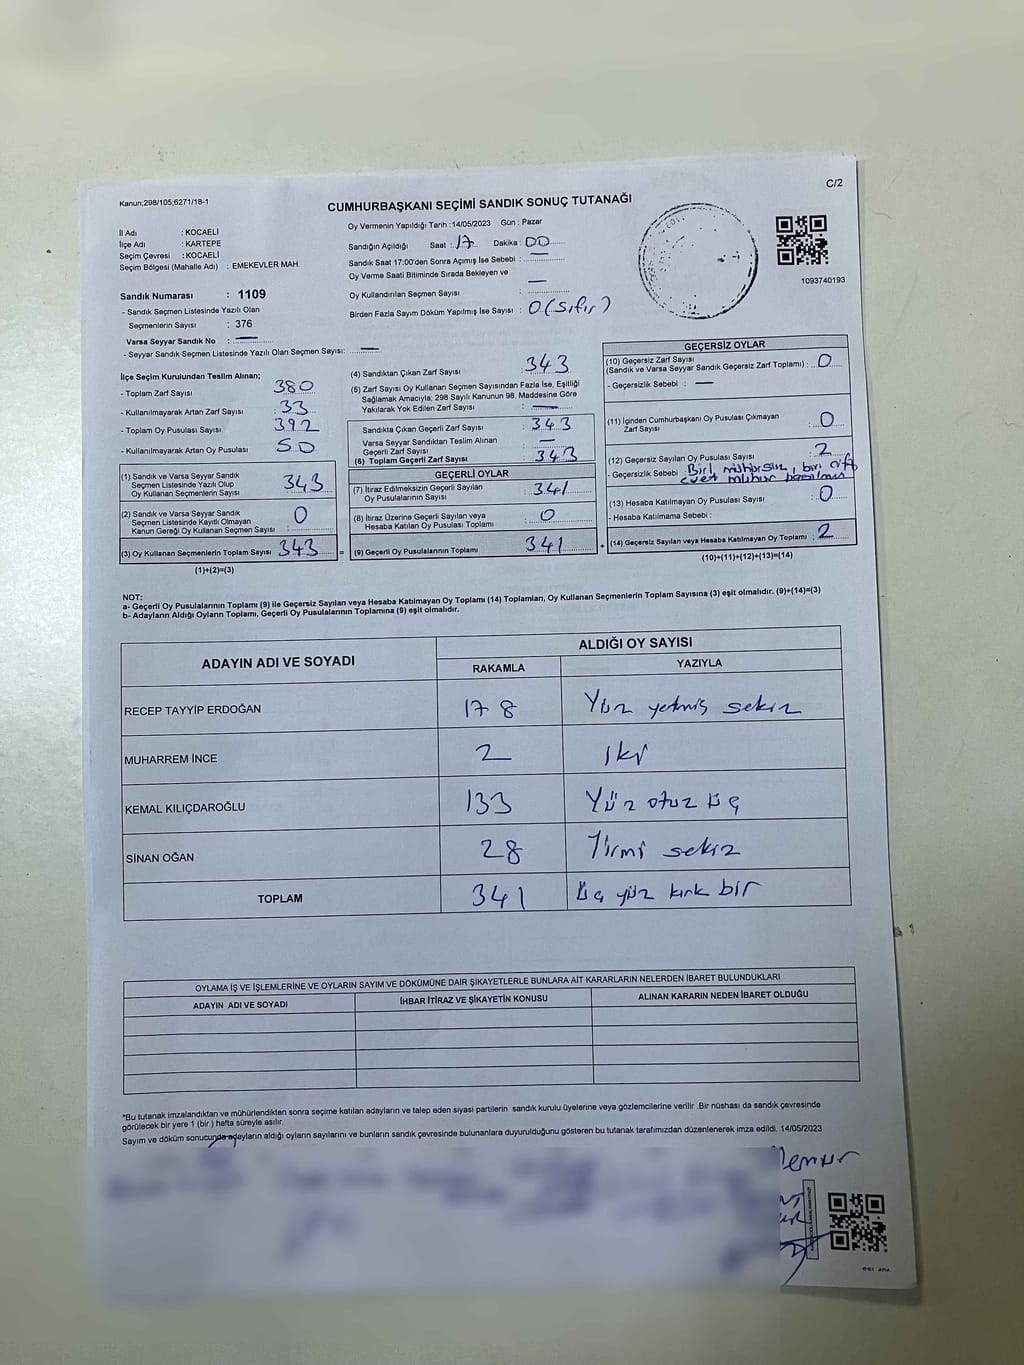 C/2
Kanun;298/105;6271/18-1
CUMHURBAŞKANI SEÇİMİ SANDIK SONUÇ TUTANAĞI
İl Adı : KOCAELİ
İlçe Adı : KARTEPE
Seçim Çevresi : KOCAELİ
Seçim Bölgesi (Mahalle Adı) : EMEKEVLER MAH.
Sandık Numarası : 1109
- Sandık Seçmen Listesinde Yazılı Olan
Seçmenlerin Sayısı : 376
Varsa Seyyar Sandık No : —
- Seyyar Sandık Seçmen Listesinde Yazılı Olan Seçmen Sayısı: —
Oy Vermenin Yapıldığı Tarih :14/05/2023 Gün : Pazar
Sandığın Açıldığı Saat : 17 Dakika : 00
Sandık Saat 17:00'den Sonra Açımış İse Sebebi : —
Oy Verme Saati Bitiminde Sırada Bekleyen ve
Oy Kullandırılan Seçmen Sayısı : —
Birden Fazla Sayım Döküm Yapılmış İse Sayısı : 0 (sıfır)
1093740193
İlçe Seçim Kurulundan Teslim Alınan;
- Toplam Zarf Sayısı 380
- Kullanılmayarak Artan Zarf Sayısı : 33
- Toplam Oy Pusulası Sayısı : 392
- Kullanılmayarak Artan Oy Pusulası : 50
(1) Sandık ve Varsa Seyyar Sandık
Seçmen Listesinde Yazılı Olup
Oy Kullanan Seçmenlerin Sayısı 343
(2) Sandık ve Varsa Seyyar Sandık
Seçmen Listesinde Kayıtlı Olmayan
Kanun Gereği Oy Kullanan Seçmen Sayısı : 0
(3) Oy Kullanan Seçmenlerin Toplam Sayısı 343 =
(1)+(2)=(3)
(4) Sandıktan Çıkan Zarf Sayısı : 343
(5) Zarf Sayısı Oy Kullanan Seçmen Sayısından Fazla İse, Eşitliği
Sağlamak Amacıyla; 298 Sayılı Kanunun 98. Maddesine Göre
Yakılarak Yok Edilen Zarf Sayısı : —
Sandıkta Çıkan Geçerli Zarf Sayısı : 343
Varsa Seyyar Sandıktan Teslim Alınan
Geçerli Zarf Sayısı : —
(6) Toplam Geçerli Zarf Sayısı : 343
GEÇERLİ OYLAR
(7) İtiraz Edilmeksizin Geçerli Sayılan
Oy Pusulalarının Sayısı : 341
(8) İtiraz Üzerine Geçerli Sayılan veya
Hesaba Katılan Oy Pusulası Toplamı : 0
(9) Geçerli Oy Pusulalarının Toplamı 341 +
GEÇERSİZ OYLAR
(10) Geçersiz Zarf Sayısı
(Sandık ve Varsa Seyyar Sandık Geçersiz Zarf Toplamı) : 0
- Geçersizlik Sebebi : —
(11) İçinden Cumhurbaşkanı Oy Pusulası Çıkmayan
Zarf Sayısı : 0
(12) Geçersiz Sayılan Oy Pusulası Sayısı : 2
- Geçersizlik Sebebi : Biri mühürsüz, biri çift
evet mühür basılmış
(13) Hesaba Katılmayan Oy Pusulası Sayısı : 0
- Hesaba Katılmama Sebebi :
(14) Geçersiz Sayılan veya Hesaba Katılmayan Oy Toplamı : 2
(10)+(11)+(12)+(13)=(14)
NOT:
a- Geçerli Oy Pusulalarının Toplamı (9) ile Geçersiz Sayılan veya Hesaba Katılmayan Oy Toplamı (14) Toplamları, Oy Kullanan Seçmenlerin Toplam Sayısına (3) eşit olmalıdır. (9)+(14)=(3)
b- Adayların Aldığı Oyların Toplamı, Geçerli Oy Pusulalarının Toplamına (9) eşit olmalıdır.
ADAYIN ADI VE SOYADI
ALDIĞI OY SAYISI
RAKAMLA YAZIYLA
RECEP TAYYİP ERDOĞAN 178 Yüz yetmiş sekiz
MUHARREM İNCE 2 iki
KEMAL KILIÇDAROĞLU 133 Yüz otuz üç
SİNAN OĞAN 28 Yirmi sekiz
TOPLAM 341 Üç yüz kırk bir
OYLAMA İŞ VE İŞLEMLERİNE VE OYLARIN SAYIM VE DÖKÜMÜNE DAİR ŞİKAYETLERLE BUNLARA AİT KARARLARIN NELERDEN İBARET BULUNDUKLARI
ADAYIN ADI VE SOYADI İHBAR İTİRAZ VE ŞİKAYETİN KONUSU ALINAN KARARIN NEDEN İBARET OLDUĞU
*Bu tutanak imzalandıktan ve mühürlendikten sonra seçime katılan adayların ve talep eden siyasi partilerin sandık kurulu üyelerine veya gözlemcilerine verilir .Bir nüshası da sandık çevresinde
görülecek bir yere 1 (bir ) hafta süreyle asılır.
Sayım ve döküm sonucunda adayların aldığı oyların sayılarını ve bunların sandık çevresinde bulunanlara duyurulduğunu gösteren bu tutanak tarafımızdan düzenlenerek imza edildi. 14/05/2023
Memur